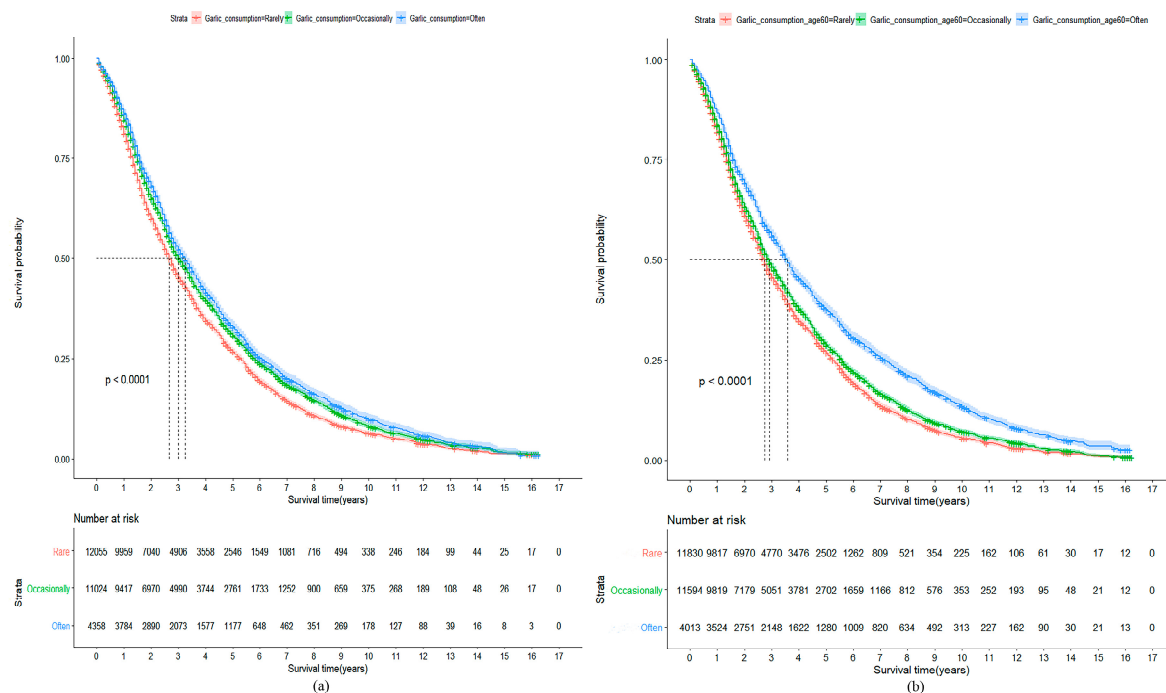 Strata Garlic_consumption=Rarely Garlic_consumption=Occasionally Garlic_consumption=Often
1.00
0.75
0.50
0.25
0.00
Survival probability
p < 0.0001
0 1 2 3 4 5 6 7 8 9 10 11 12 13 14 15 16 17
Survival time(years)
Number at risk
Strata
Rare 12055 9959 7040 4906 3558 2546 1549 1081 716 494 338 246 184 99 44 25 17 0
Occasionally 11024 9417 6970 4990 3744 2761 1733 1252 900 659 375 268 189 108 48 26 17 0
Often 4358 3784 2890 2073 1577 1177 648 462 351 269 178 127 88 39 16 8 3 0
0 1 2 3 4 5 6 7 8 9 10 11 12 13 14 15 16 17
Survival time(years)
(a)
Strata Garlic_consumption_age60=Rarely Garlic_consumption_age60=Occasionally Garlic_consumption_age60=Often
1.00
0.75
0.50
0.25
0.00
Survival probability
p < 0.0001
0 1 2 3 4 5 6 7 8 9 10 11 12 13 14 15 16 17
Survival time(years)
Number at risk
Strata
Rare 11830 9817 6970 4770 3476 2502 1262 809 521 354 225 162 106 61 30 17 12 0
Occasionally 11594 9819 7179 5051 3781 2702 1659 1166 812 576 353 252 193 95 48 21 12 0
Often 4013 3524 2751 2148 1622 1280 1009 820 634 492 313 227 162 90 30 21 13 0
0 1 2 3 4 5 6 7 8 9 10 11 12 13 14 15 16 17
Survival time(years)
(b)